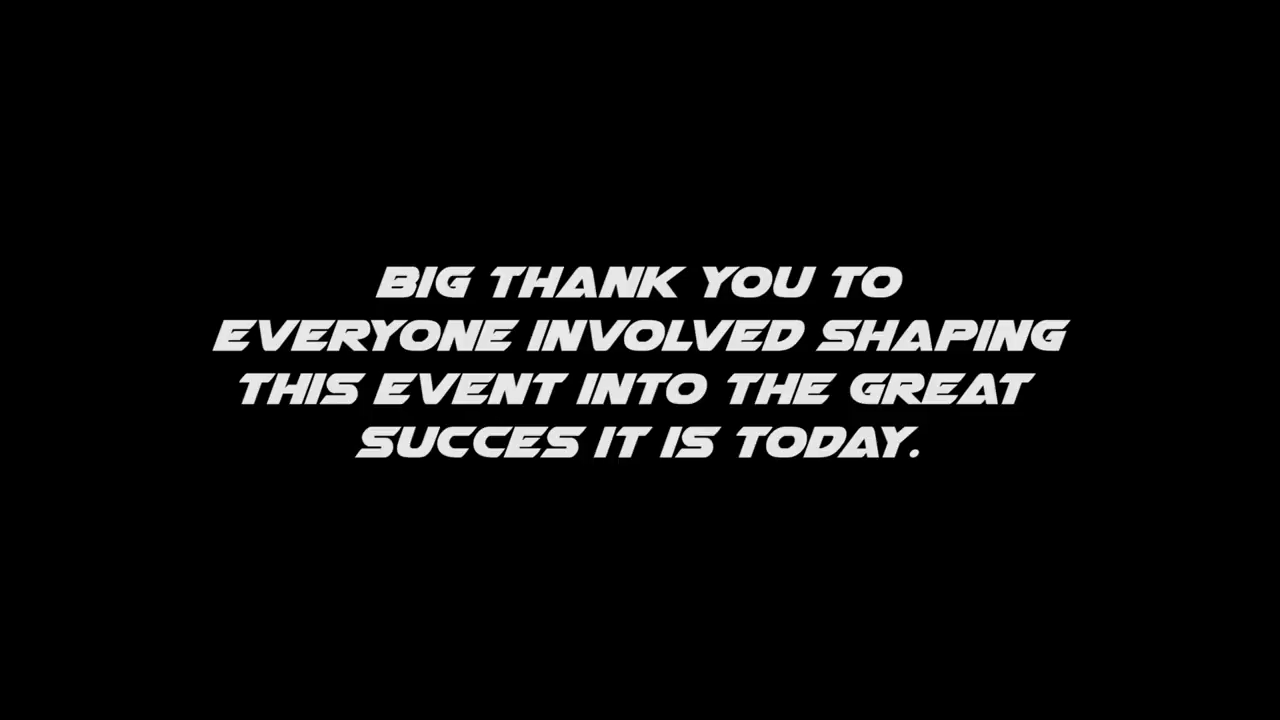 BIG THANK YOU TO
EVERYONE INVOLVED SHAPING
THIS EVENT INTO THE GREAT
SUCCES IT IS TODAY.